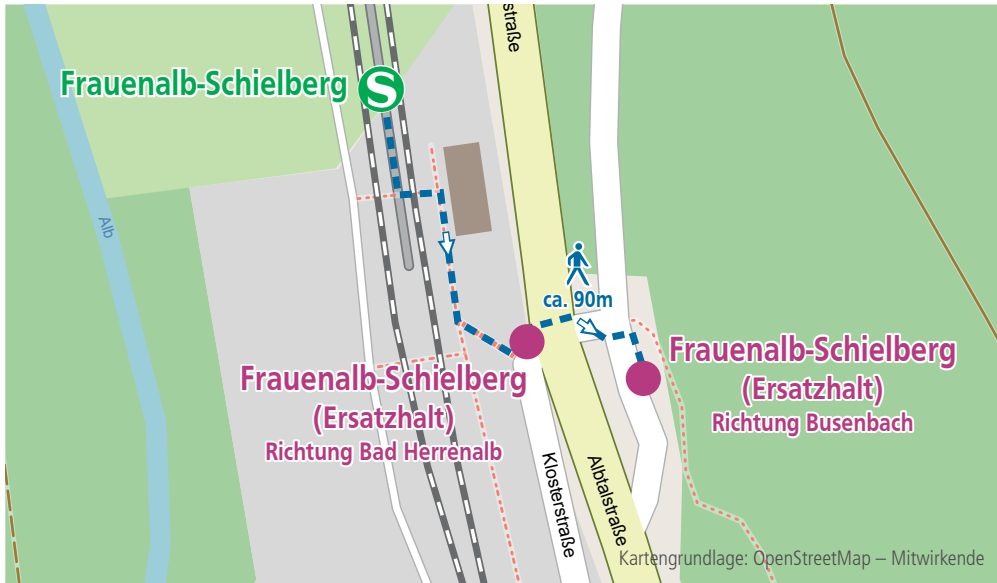 straße
Frauenalb-Schielberg
S
Alb
ca. 90m
Frauenalb-Schielberg
(Ersatzhalt)
Richtung Bad Herrenalb
Frauenalb-Schielberg
(Ersatzhalt)
Richtung Busenbach
Klosterstraße
Albtalstraße
Kartengrundlage: OpenStreetMap – Mitwirkende